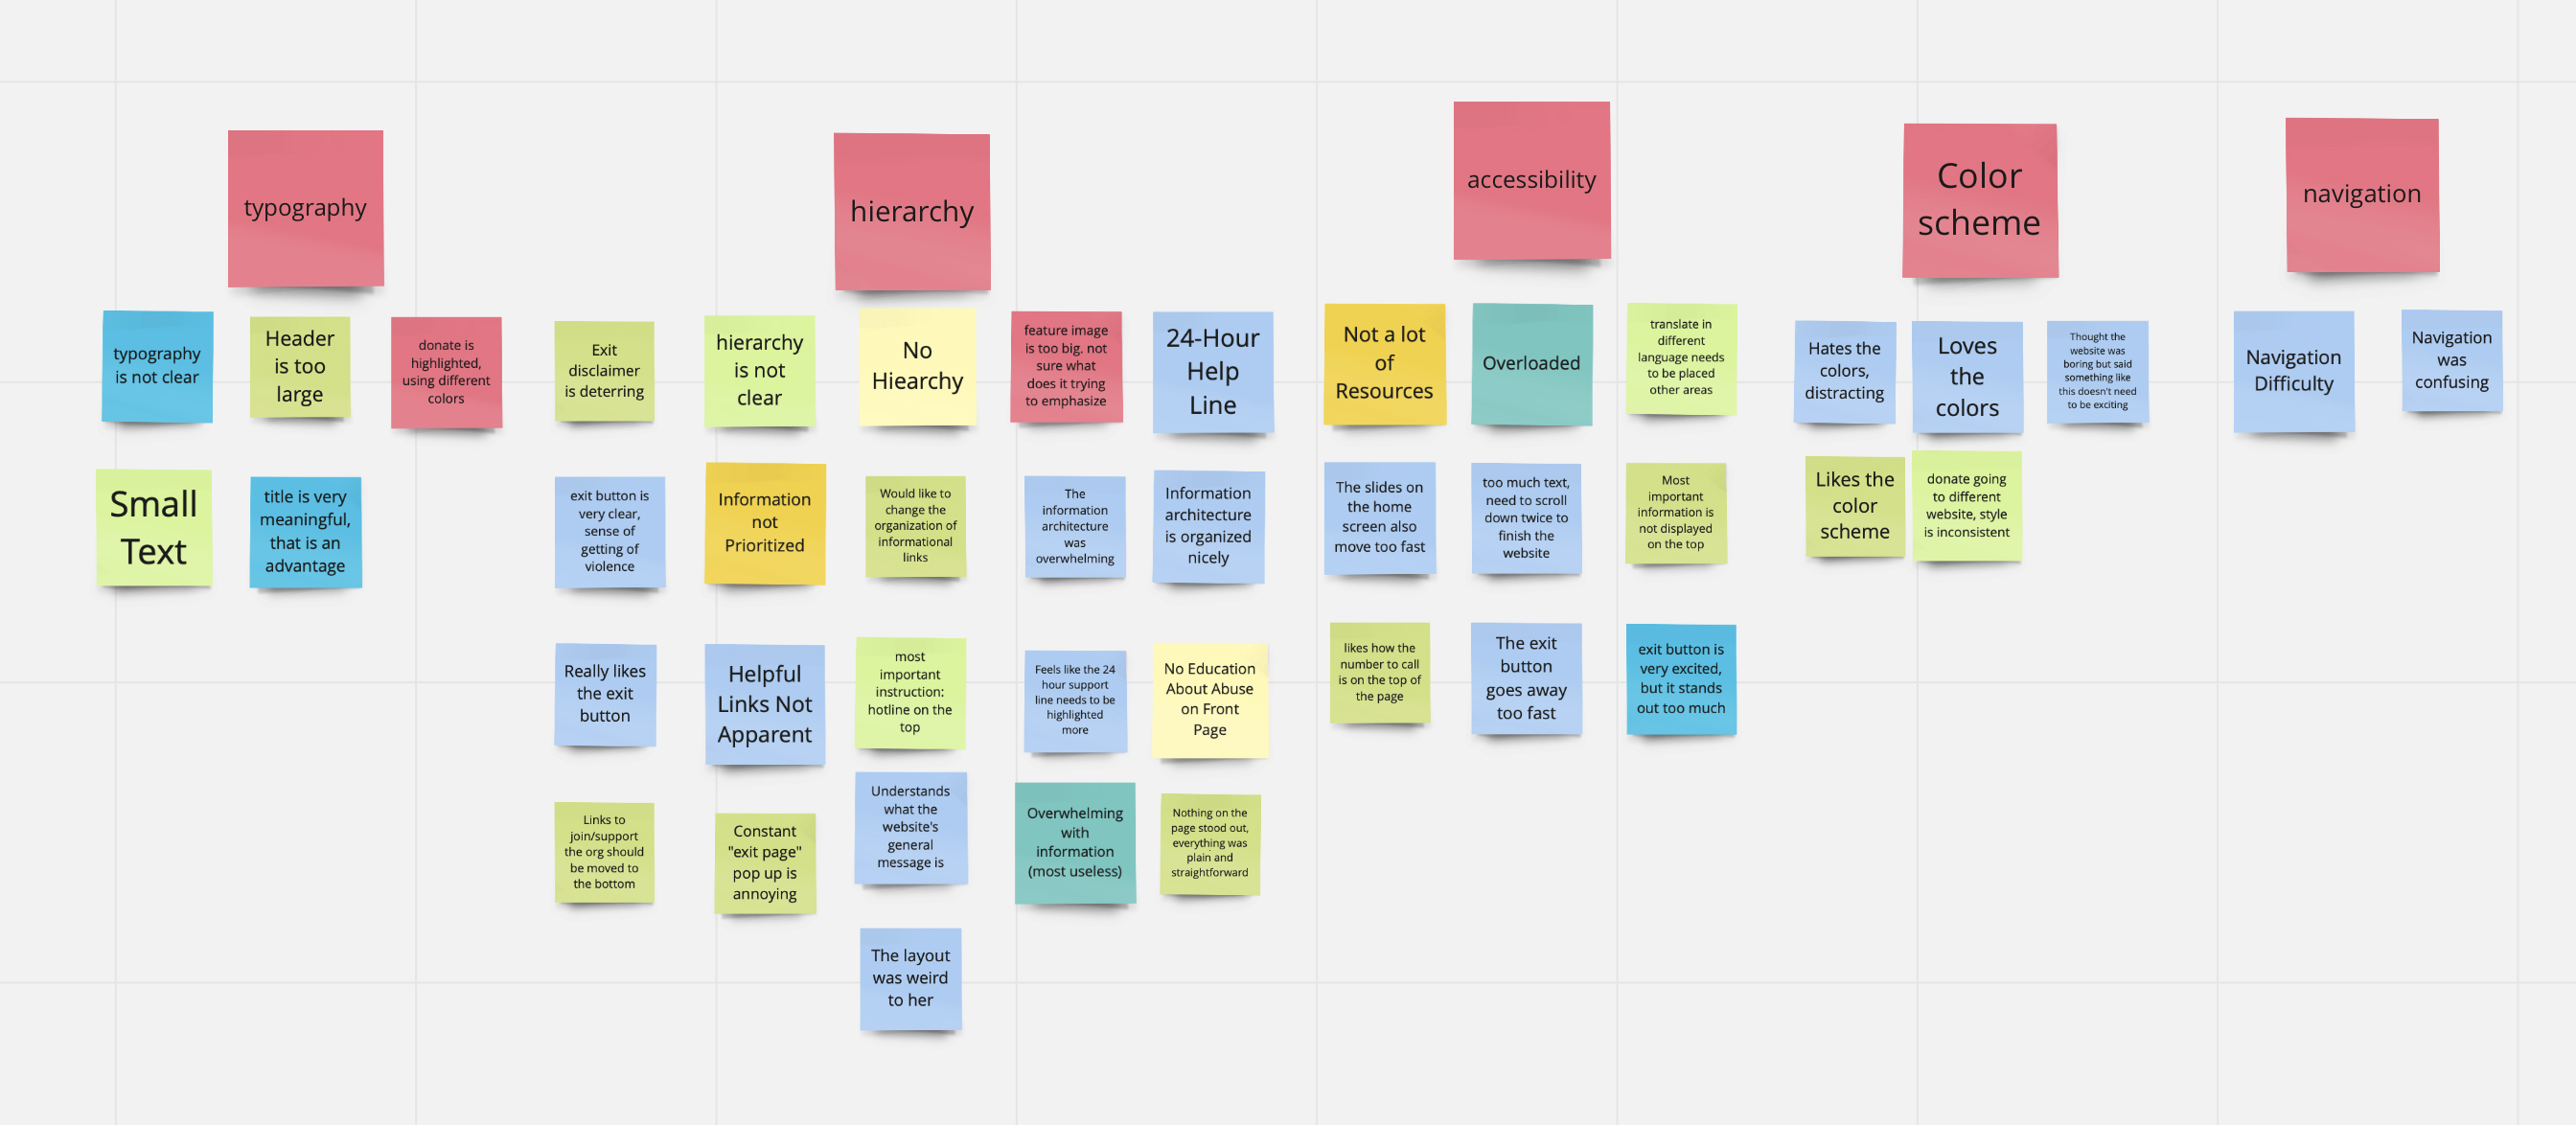 typography
hierarchy
accessibility
Color
scheme
navigation
typography
is not clear
Header
is too
large
donate is
highlighted,
using different
colors
Small
Text
title is very
meaningful,
that is an
advantage
Exit
disclaimer
is deterring
hierarchy
is not
clear
No
Hiearchy
feature image
is too big. not
sure what
does it trying
to emphasize
24-Hour
Help
Line
exit button is
very clear,
sense of
getting of
violence
Information
not
Prioritized
Would like to
change the
organization of
informational
links
The
information
architecture
was
overwhelming
Information
architecture
is organized
nicely
Really likes
the exit
button
Helpful
Links Not
Apparent
most
important
instruction:
hotline on the
top
Feels like the 24
hour support
line needs to be
highlighted
more
No Education
About Abuse
on Front
Page
Links to
join/support
the org should
be moved to
the bottom
Constant
"exit page"
pop up is
annoying
Understands
what the
website's
general
message is
Overwhelming
with
information
(most useless)
Nothing on the
page stood out,
everything was
plain and
straightforward
The layout
was weird
to her
Not a lot
of
Resources
Overloaded
translate in
different
language needs
to be placed
other areas
The slides on
the home
screen also
move too fast
too much text,
need to scroll
down twice to
finish the
website
Most
important
information is
not displayed
on the top
likes how the
number to call
is on the top of
the page
The exit
button
goes away
too fast
exit button is
very excited,
but it stands
out too much
Hates the
colors,
distracting
Loves
the
colors
Thought the
website was
boring but said
something like
this doesn't need
to be exciting
Likes the
color
scheme
donate going
to different
website, style
is inconsistent
Navigation
Difficulty
Navigation
was
confusing